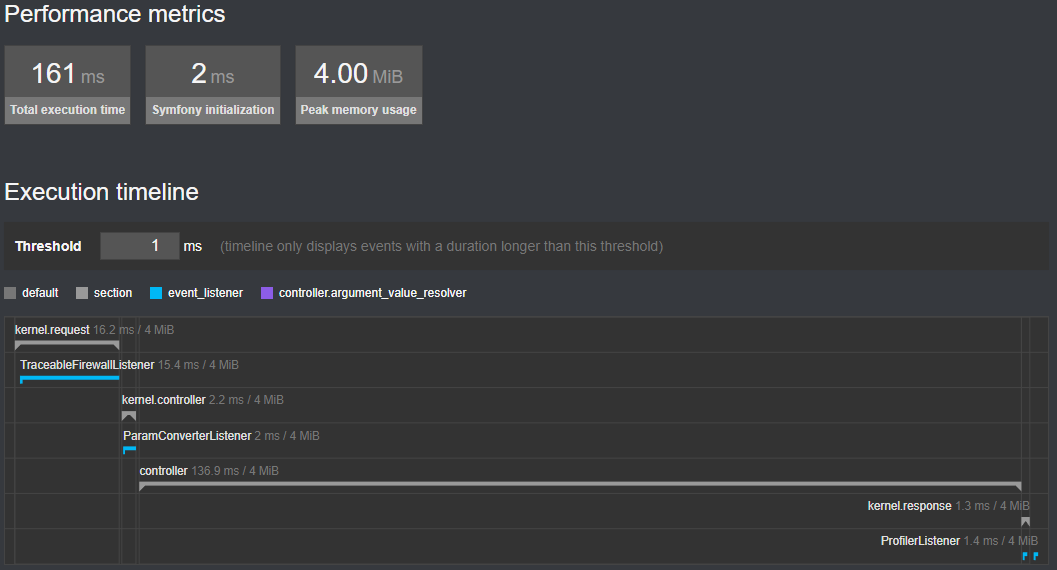 Performance metrics
161 ms 2 ms 4.00 MiB
Total execution time Symfony initialization Peak memory usage
Execution timeline
Threshold 1 ms (timeline only displays events with a duration longer than this threshold)
default section event_listener controller.argument_value_resolver
kernel.request 16.2 ms / 4 MiB
TraceableFirewallListener 15.4 ms / 4 MiB
kernel.controller 2.2 ms / 4 MiB
ParamConverterListener 2 ms / 4 MiB
controller 136.9 ms / 4 MiB
kernel.response 1.3 ms / 4 MiB
ProfilerListener 1.4 ms / 4 MiB